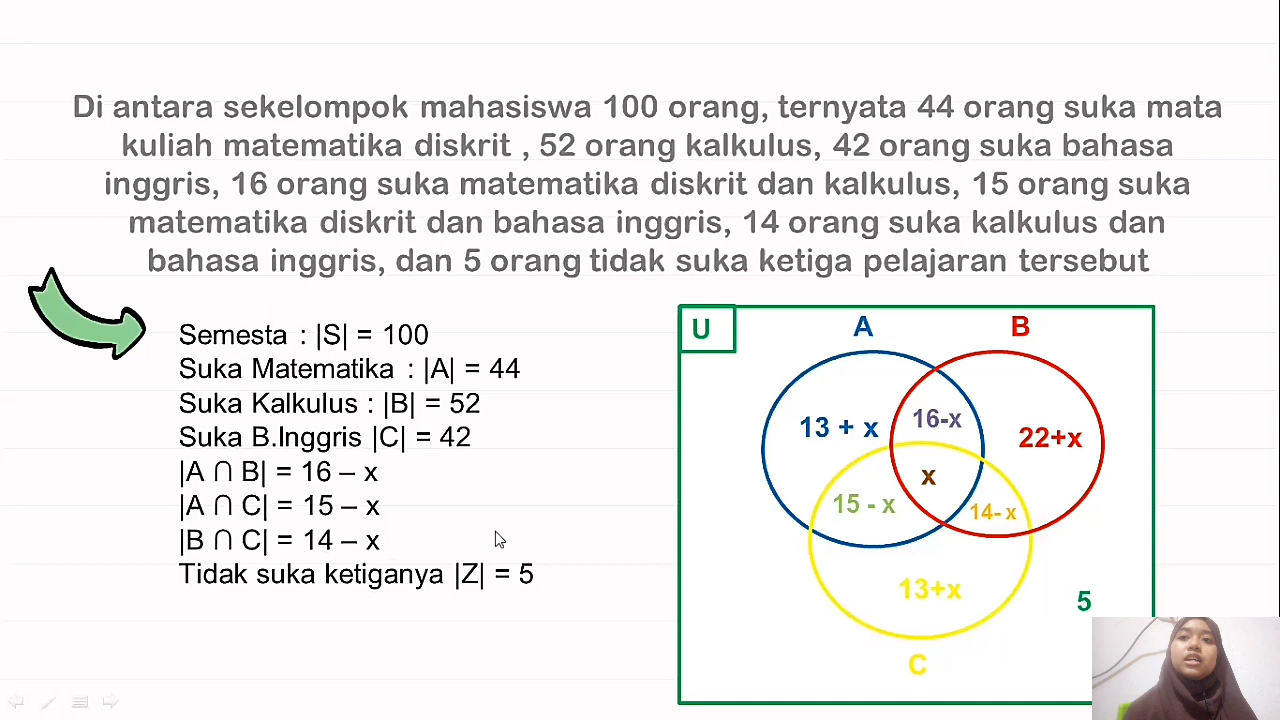 Di antara sekelompok mahasiswa 100 orang, ternyata 44 orang suka mata
kuliah matematika diskrit , 52 orang kalkulus, 42 orang suka bahasa
inggris, 16 orang suka matematika diskrit dan kalkulus, 15 orang suka
matematika diskrit dan bahasa inggris, 14 orang suka kalkulus dan
bahasa inggris, dan 5 orang tidak suka ketiga pelajaran tersebut
Semesta : |S| = 100
Suka Matematika : |A| = 44
Suka Kalkulus : |B| = 52
Suka B.Inggris |C| = 42
|A ∩ B| = 16 – x
|A ∩ C| = 15 – x
|B ∩ C| = 14 – x
Tidak suka ketiganya |Z| = 5
U
A
B
13 + x
16-x
22+x
x
15 - x
14- x
13+x
5
C